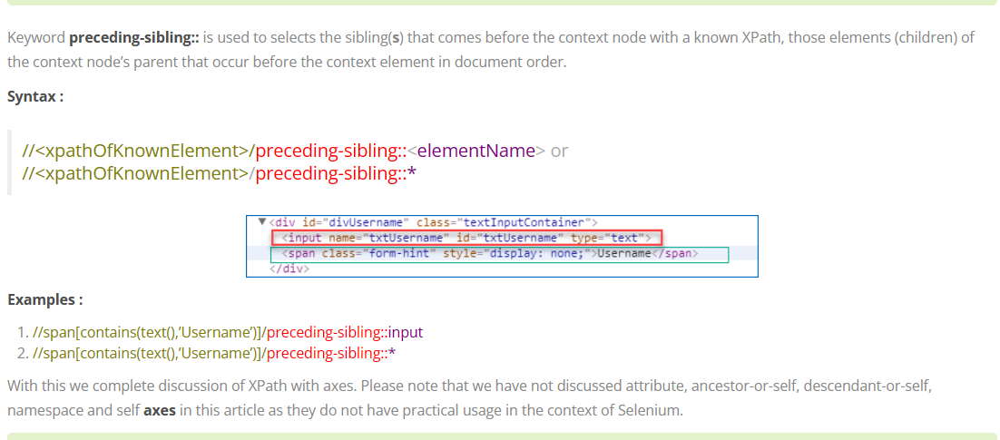 Keyword preceding-sibling:: is used to selects the sibling(s) that comes before the context node with a known XPath, those elements (children) of
the context node’s parent that occur before the context element in document order.
Syntax :
//<xpathOfKnownElement>/preceding-sibling::<elementName> or
//<xpathOfKnownElement>/preceding-sibling::*
▼<div id="divUsername" class="textInputContainer">
<input name="txtUsername" id="txtUsername" type="text">
<span class="form-hint" style="display: none;">Username</span>
</div>
Examples :
1. //span[contains(text(),’Username’)]/preceding-sibling::input
2. //span[contains(text(),’Username’)]/preceding-sibling::*
With this we complete discussion of XPath with axes. Please note that we have not discussed attribute, ancestor-or-self, descendant-or-self,
namespace and self axes in this article as they do not have practical usage in the context of Selenium.